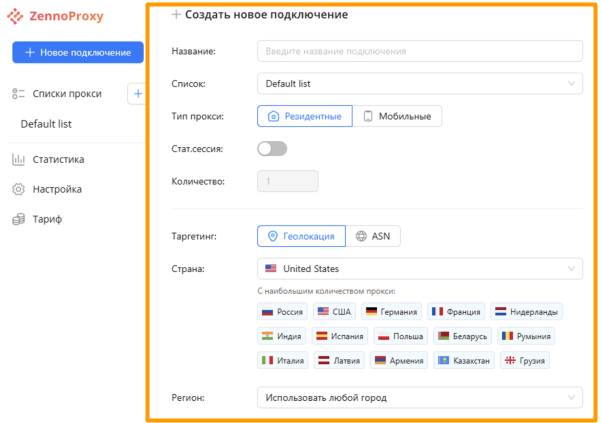 ZennoProxy
+ Новое подключение
Списки прокси
+
Default list
Статистика
Настройка
Тариф
+ Создать новое подключение
Название:
Введите название подключения
Список:
Default list
Тип прокси:
Резидентные
Мобильные
Стат.сессия:
Количество:
1
Таргетинг:
Геолокация
ASN
Страна:
United States
С наибольшим количеством прокси:
Россия США Германия Франция Нидерланды
Индия Испания Польша Беларусь Румыния
Италия Латвия Армения Казахстан Грузия
Регион:
Использовать любой город